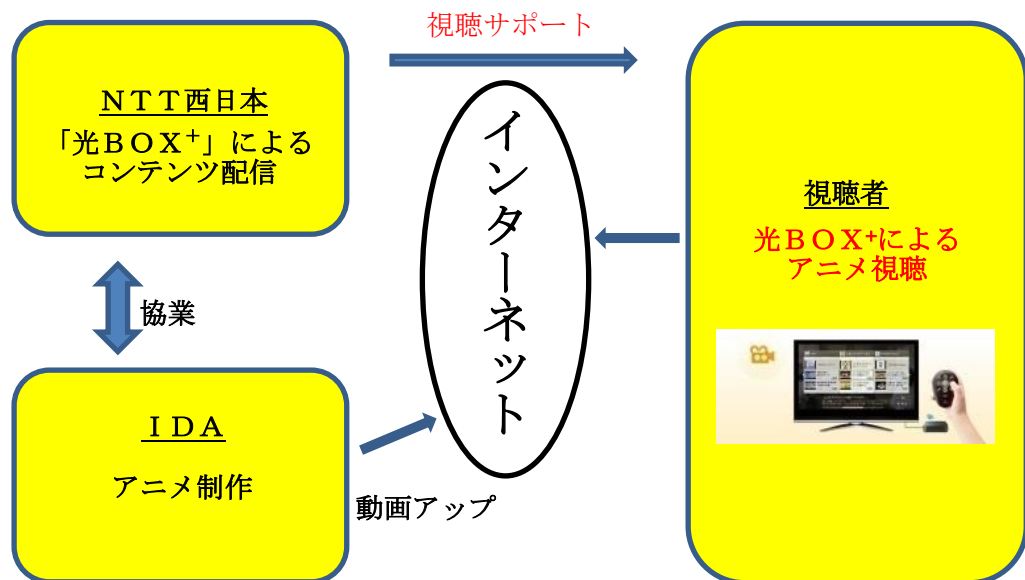 視聴サポート
ＮＴＴ西日本
「光ＢＯＸ⁺」による
コンテンツ配信
インターネット
視聴者
光ＢＯＸ⁺による
アニメ視聴
協業
ＩＤＡ
アニメ制作
動画アップ